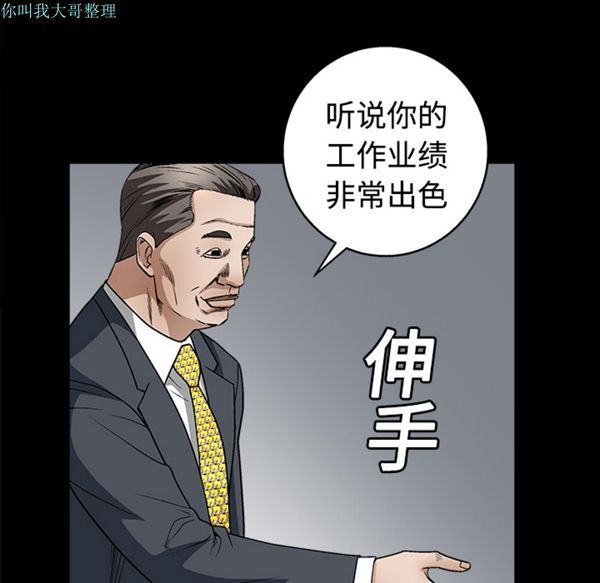 你叫我大哥整理
听说你的
工作业绩
非常出色
伸手